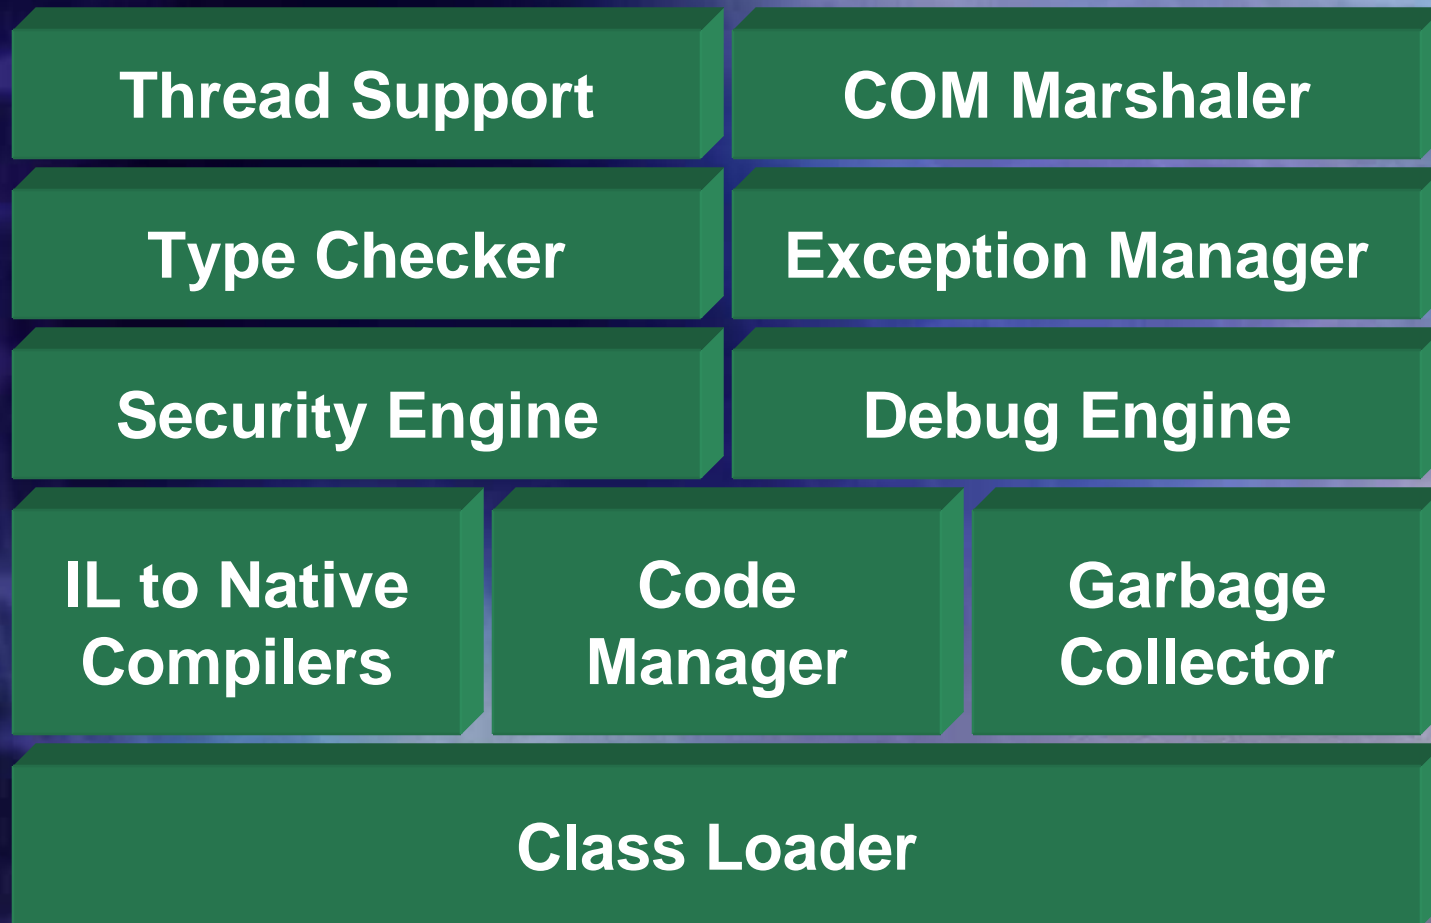 Thread Support
COM Marshaler
Type Checker
Exception Manager
Security Engine
Debug Engine
IL to Native
Compilers
Code
Manager
Garbage
Collector
Class Loader